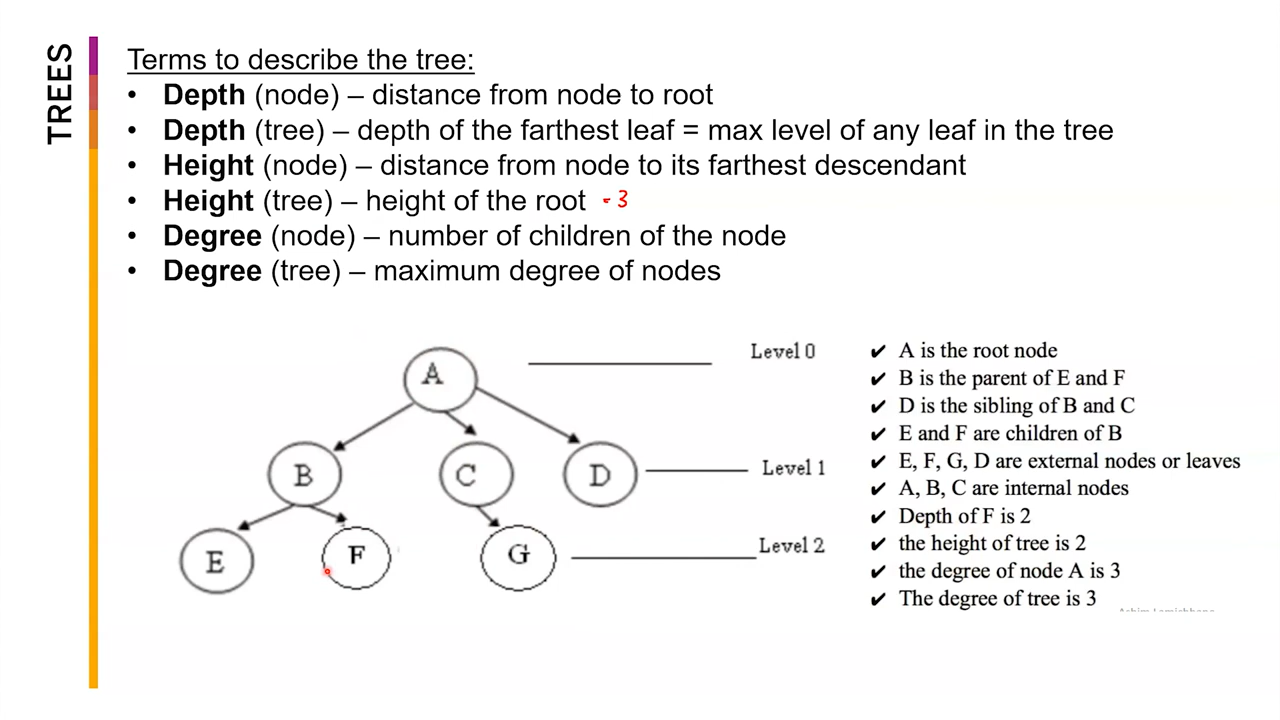 TREES
Terms to describe the tree:
• Depth (node) – distance from node to root
• Depth (tree) – depth of the farthest leaf = max level of any leaf in the tree
• Height (node) – distance from node to its farthest descendant
• Height (tree) – height of the root - 3
• Degree (node) – number of children of the node
• Degree (tree) – maximum degree of nodes
A
Level 0
B
C
D
Level 1
E
F
G
Level 2
✔ A is the root node
✔ B is the parent of E and F
✔ D is the sibling of B and C
✔ E and F are children of B
✔ E, F, G, D are external nodes or leaves
✔ A, B, C are internal nodes
✔ Depth of F is 2
✔ the height of tree is 2
✔ the degree of node A is 3
✔ The degree of tree is 3